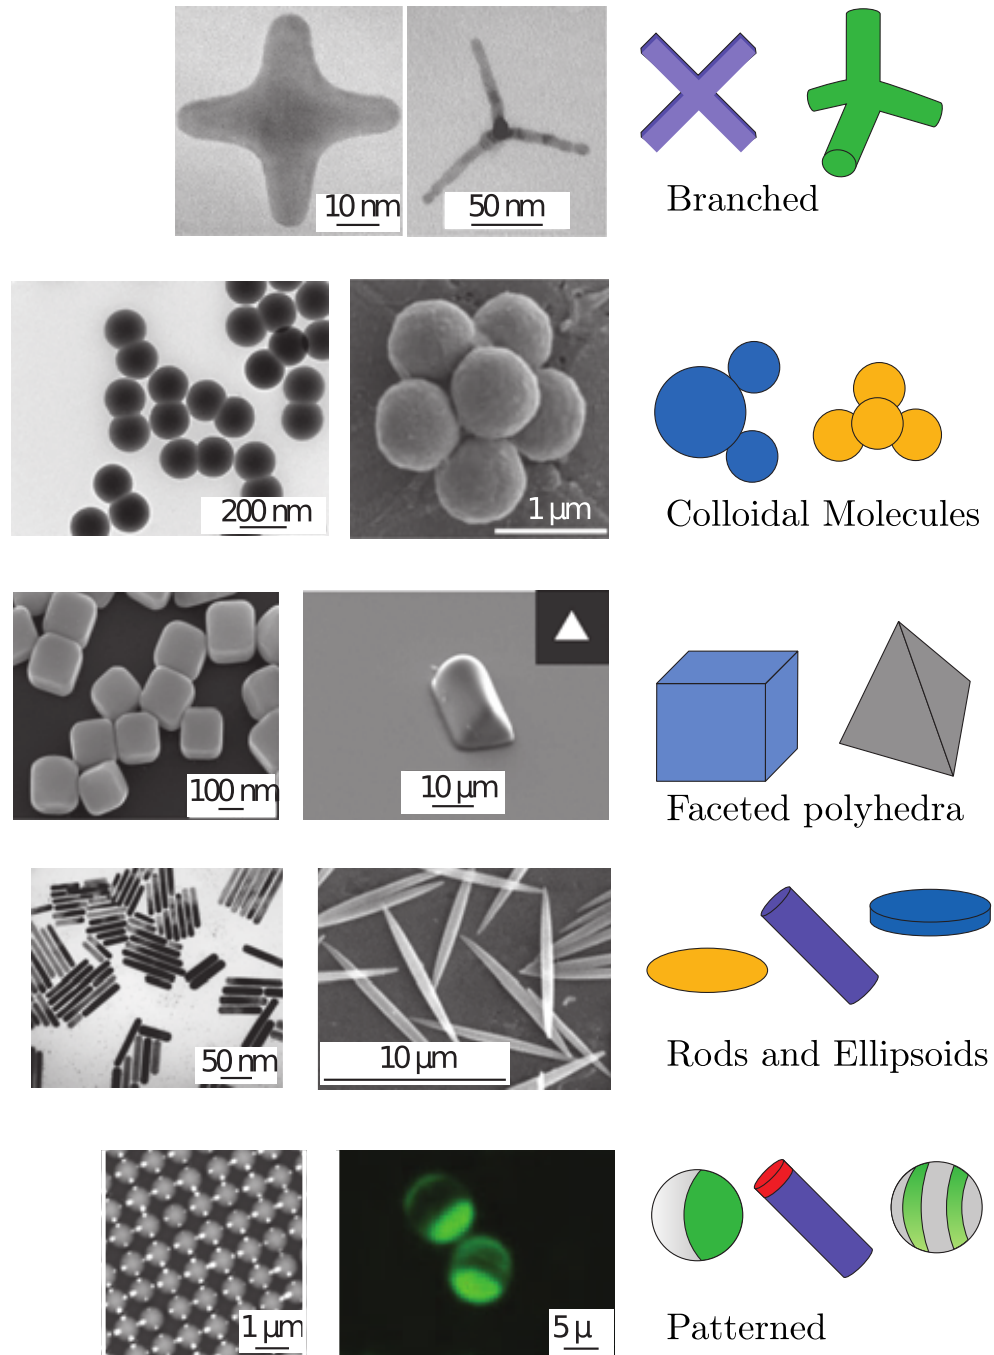 10 nm
50 nm
Branched
200 nm
1 µm
Colloidal Molecules
100 nm
10 µm
Faceted polyhedra
50 nm
10 µm
Rods and Ellipsoids
1 µm
5 µ
Patterned